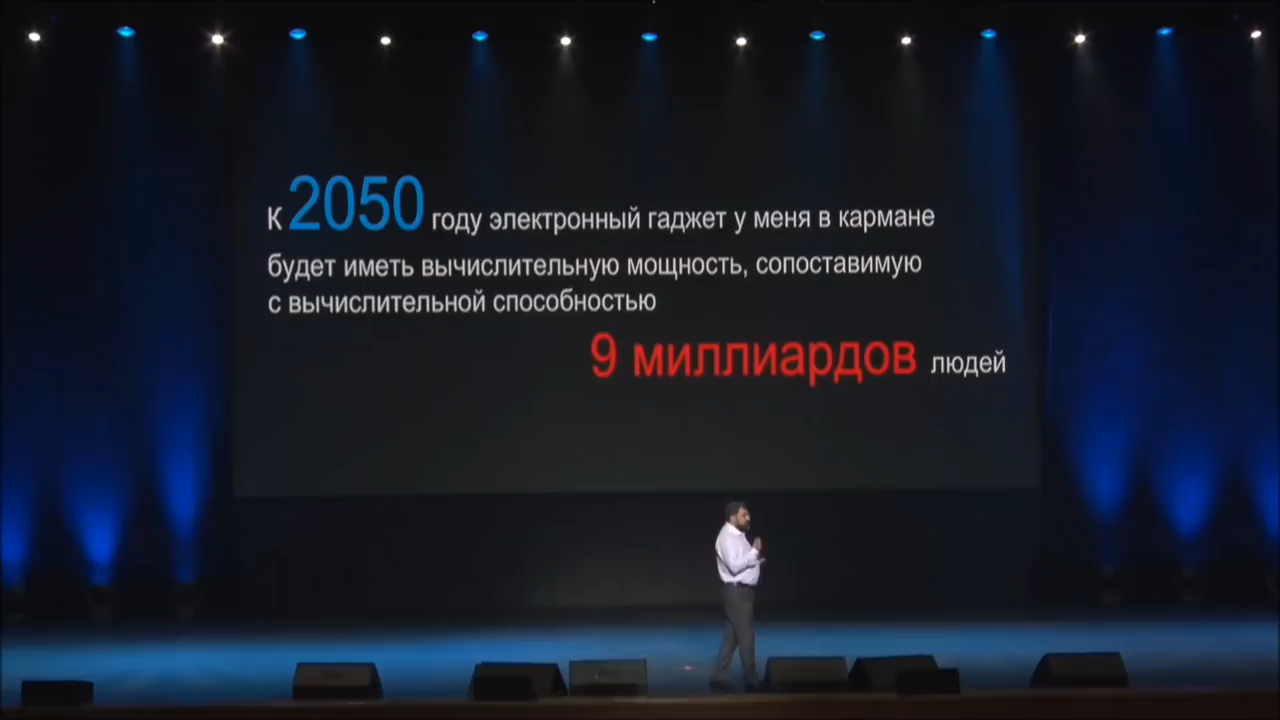 К 2050 году электронный гаджет у меня в кармане
будет иметь вычислительную мощность, сопоставимую
с вычислительной способностью
9 миллиардов людей